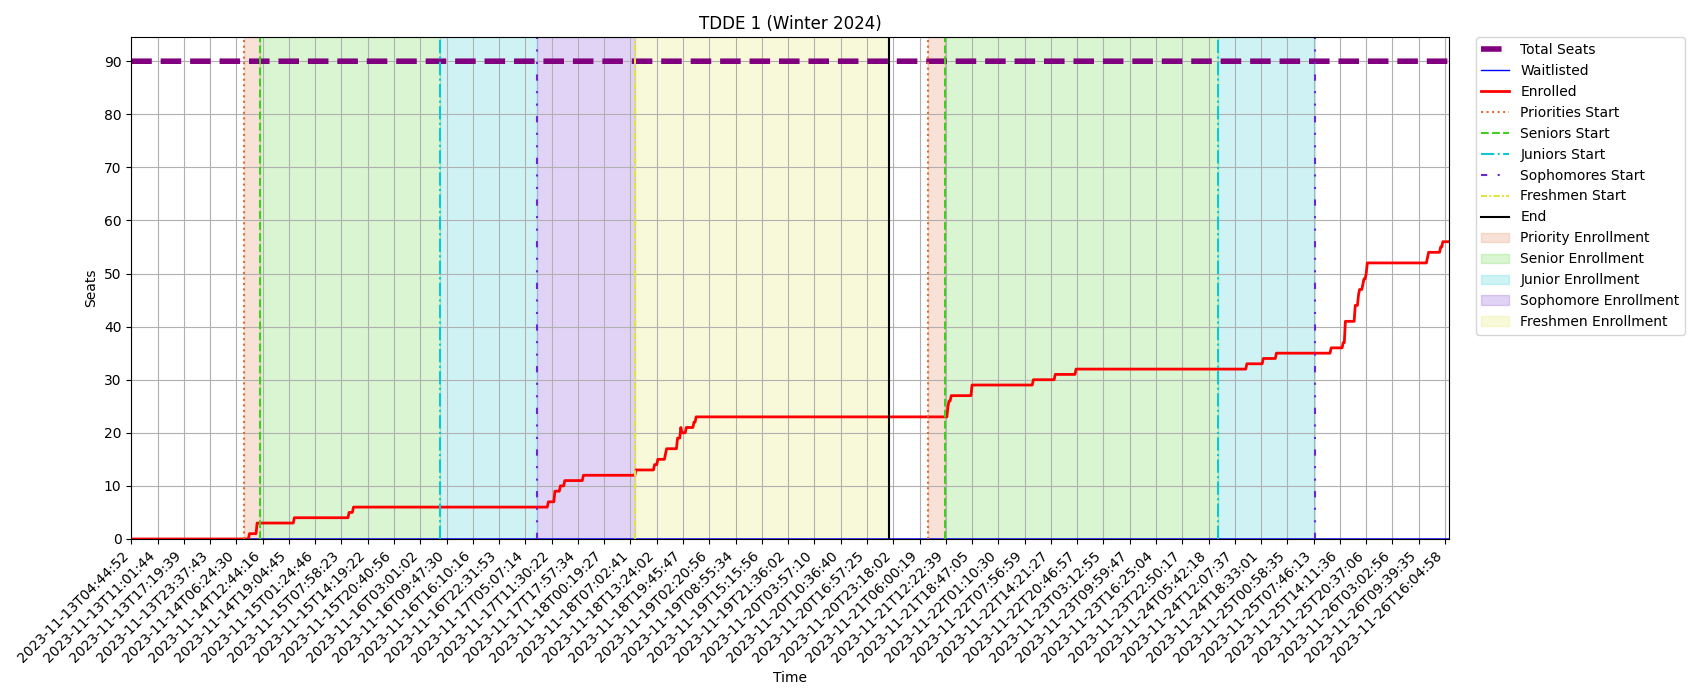 TDDE 1 (Winter 2024)
Seats
90
80
70
60
50
40
30
20
10
0
2023-11-13T04:44:52
2023-11-13T11:01:44
2023-11-13T17:19:39
2023-11-13T23:37:43
2023-11-14T06:24:30
2023-11-14T12:44:16
2023-11-14T19:04:45
2023-11-15T01:24:46
2023-11-15T07:58:23
2023-11-15T14:19:22
2023-11-15T20:40:56
2023-11-16T03:01:02
2023-11-16T09:47:30
2023-11-16T16:10:16
2023-11-16T22:31:53
2023-11-17T05:07:14
2023-11-17T11:30:22
2023-11-17T17:57:34
2023-11-18T00:19:27
2023-11-18T07:02:41
2023-11-18T13:24:02
2023-11-18T19:45:47
2023-11-19T02:20:56
2023-11-19T08:55:34
2023-11-19T15:15:56
2023-11-19T21:36:02
2023-11-20T03:57:10
2023-11-20T10:36:40
2023-11-20T16:57:25
2023-11-20T23:18:02
2023-11-21T06:00:19
2023-11-21T12:22:39
2023-11-21T18:47:05
2023-11-22T01:10:30
2023-11-22T07:56:59
2023-11-22T14:21:27
2023-11-22T20:46:57
2023-11-23T03:12:55
2023-11-23T09:59:47
2023-11-23T16:25:04
2023-11-23T22:50:17
2023-11-24T05:42:18
2023-11-24T12:07:37
2023-11-24T18:33:01
2023-11-25T00:58:35
2023-11-25T07:46:13
2023-11-25T14:11:36
2023-11-25T20:37:06
2023-11-26T03:02:56
2023-11-26T09:39:35
2023-11-26T16:04:58
Time
Total Seats
Waitlisted
Enrolled
Priorities Start
Seniors Start
Juniors Start
Sophomores Start
Freshmen Start
End
Priority Enrollment
Senior Enrollment
Junior Enrollment
Sophomore Enrollment
Freshmen Enrollment